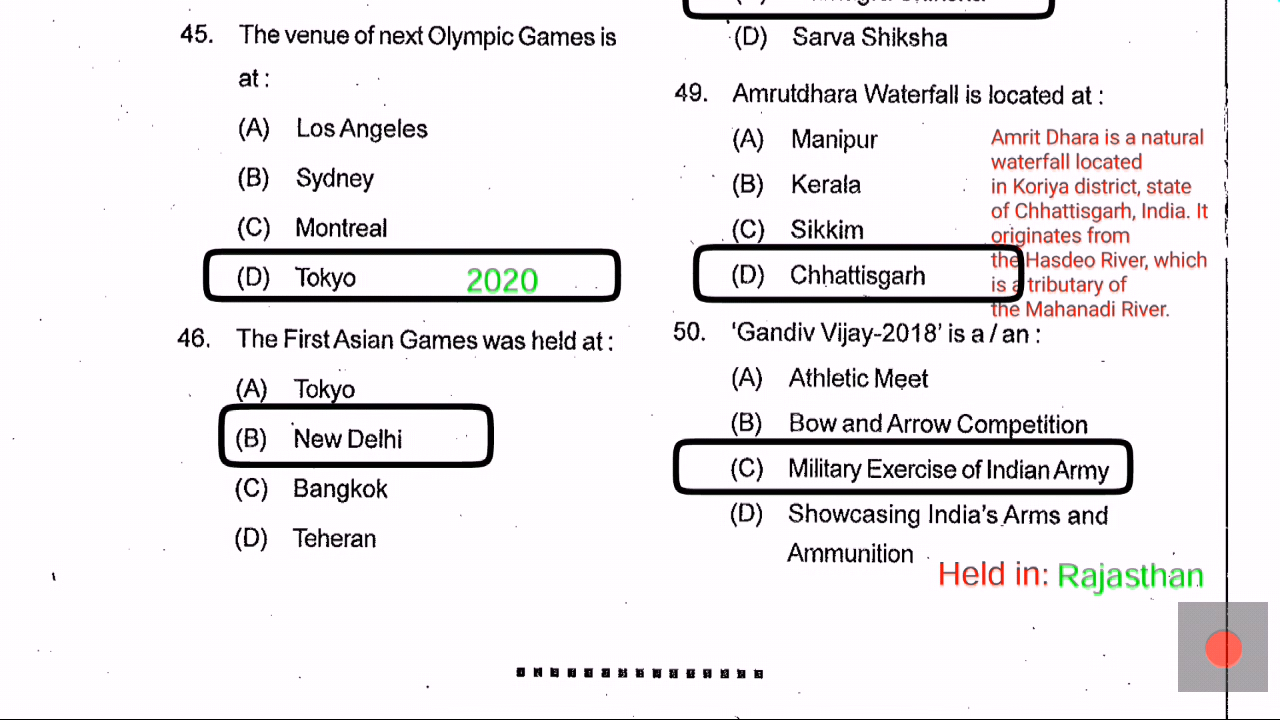 45. The venue of next Olympic Games is
at :
(A) Los Angeles
(B) Sydney
(C) Montreal
(D) Tokyo 2020
46. The First Asian Games was held at :
(A) Tokyo
(B) New Delhi
(C) Bangkok
(D) Teheran
(D) Sarva Shiksha
49. Amrutdhara Waterfall is located at :
(A) Manipur
(B) Kerala
(C) Sikkim
(D) Chhattisgarh
Amrit Dhara is a natural
waterfall located
in Koriya district, state
of Chhattisgarh, India. It
originates from
the Hasdeo River, which
is a tributary of
the Mahanadi River.
50. 'Gandiv Vijay-2018' is a / an :
(A) Athletic Meet
(B) Bow and Arrow Competition
(C) Military Exercise of Indian Army
(D) Showcasing India's Arms and
Ammunition
Held in: Rajasthan